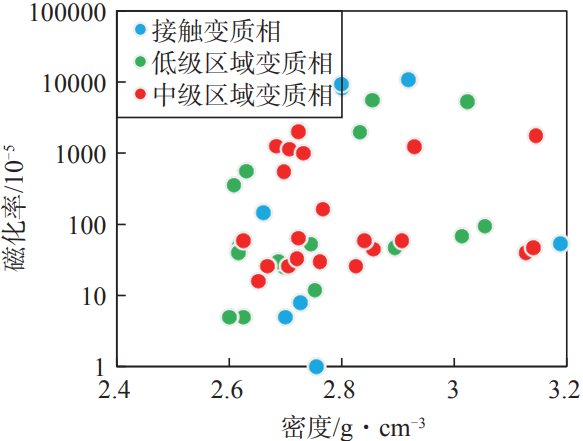 100000
10000
1000
100
10
1
磁化率/10⁻⁵
接触变质相
低级区域变质相
中级区域变质相
2.4 2.6 2.8 3 3.2
密度/g·cm⁻³